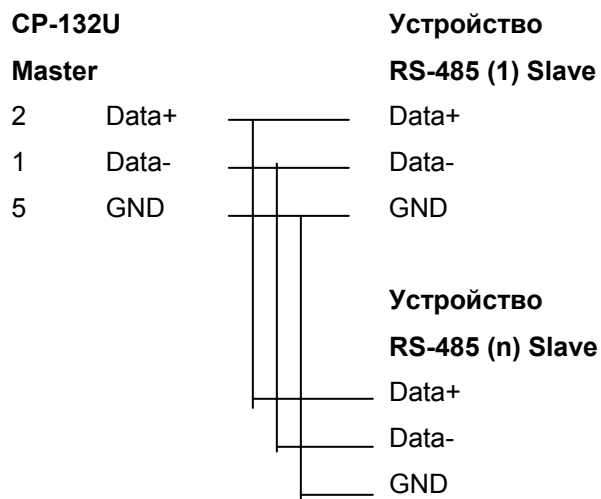 CP-132U Устройство
Master RS-485 (1) Slave
2 Data+ Data+
1 Data- Data-
5 GND GND
Устройство
RS-485 (n) Slave
Data+
Data-
GND